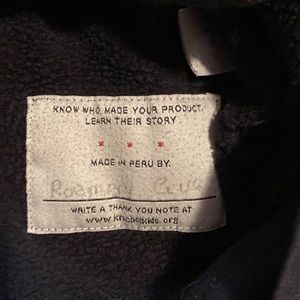 KNOW WHO MADE YOUR PRODUCT.
LEARN THEIR STORY
* * *
MADE IN PERU BY:
WRITE A THANK YOU NOTE AT
www.krochetkids.org